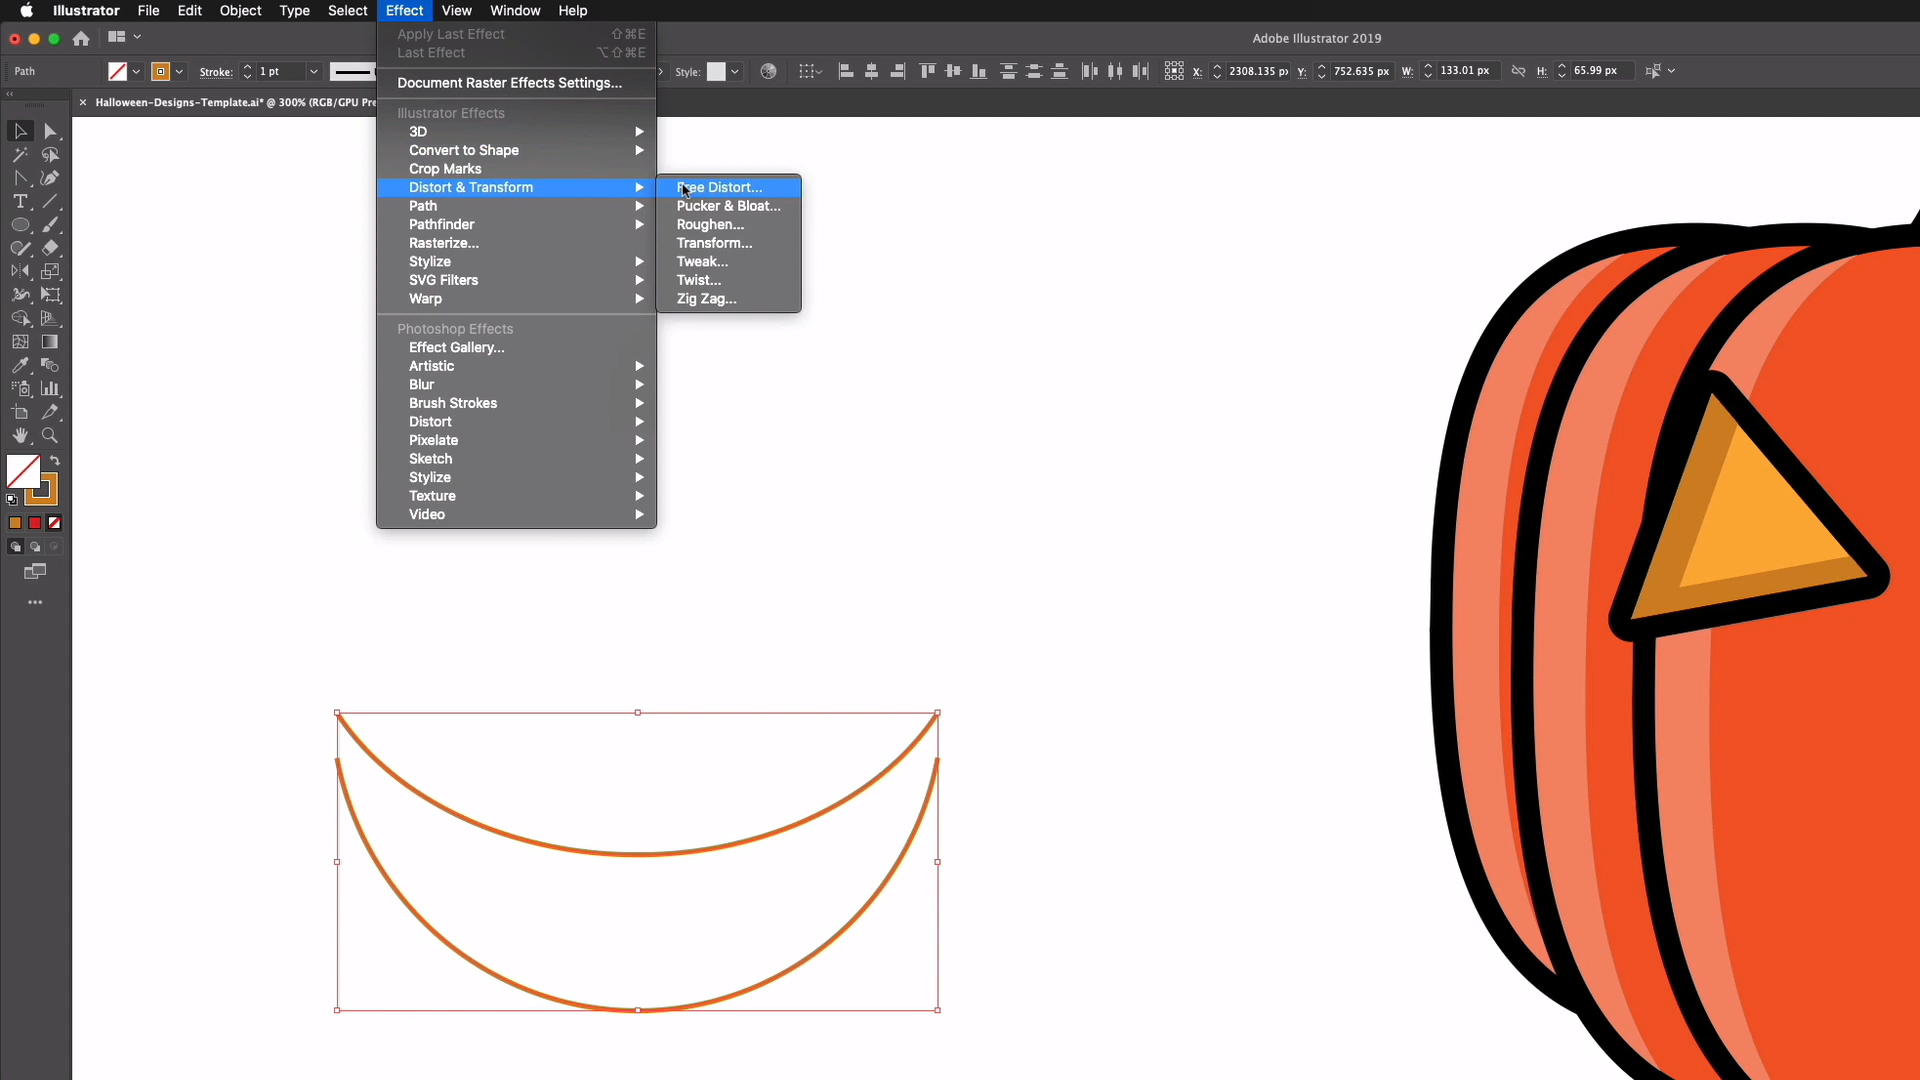 Illustrator File Edit Object Type Select Effect View Window Help
Adobe Illustrator 2019
Path Stroke: 1 pt Style: X: 2308.135 px Y: 752.635 px W: 133.01 px H: 65.99 px
× Halloween-Designs-Template.ai* @ 300% (RGB/GPU Pre
Apply Last Effect ⇧⌘E
Last Effect ⌥⇧⌘E
Document Raster Effects Settings...
Illustrator Effects
3D
Convert to Shape
Crop Marks
Distort & Transform
Path
Pathfinder
Rasterize...
Stylize
SVG Filters
Warp
Photoshop Effects
Effect Gallery...
Artistic
Blur
Brush Strokes
Distort
Pixelate
Sketch
Stylize
Texture
Video
Free Distort...
Pucker & Bloat...
Roughen...
Transform...
Tweak...
Twist...
Zig Zag...